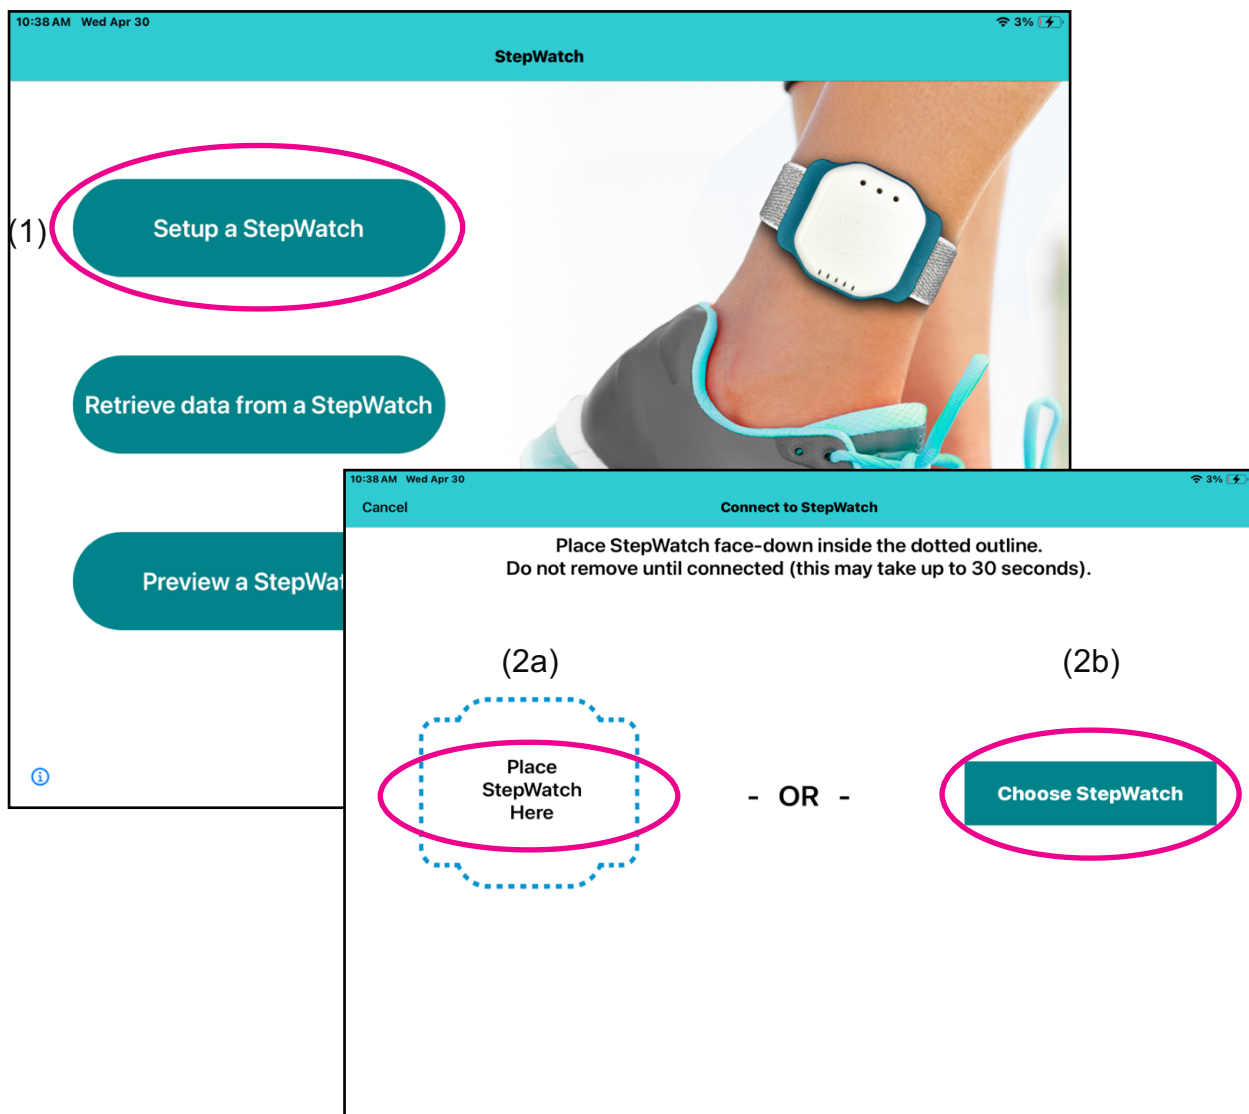 10:38 AM Wed Apr 30
3%
StepWatch
(1)
Setup a StepWatch
Retrieve data from a StepWatch
Preview a StepWat
10:38 AM Wed Apr 30
3%
Cancel
Connect to StepWatch
Place StepWatch face-down inside the dotted outline.
Do not remove until connected (this may take up to 30 seconds).
(2a)
(2b)
Place
StepWatch
Here
- OR -
Choose StepWatch